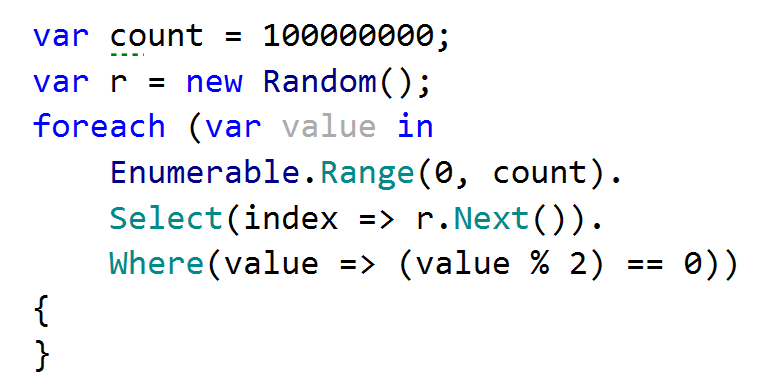 var count = 100000000;
var r = new Random();
foreach (var value in
    Enumerable.Range(0, count).
    Select(index => r.Next()).
    Where(value => (value % 2) == 0))
{
}